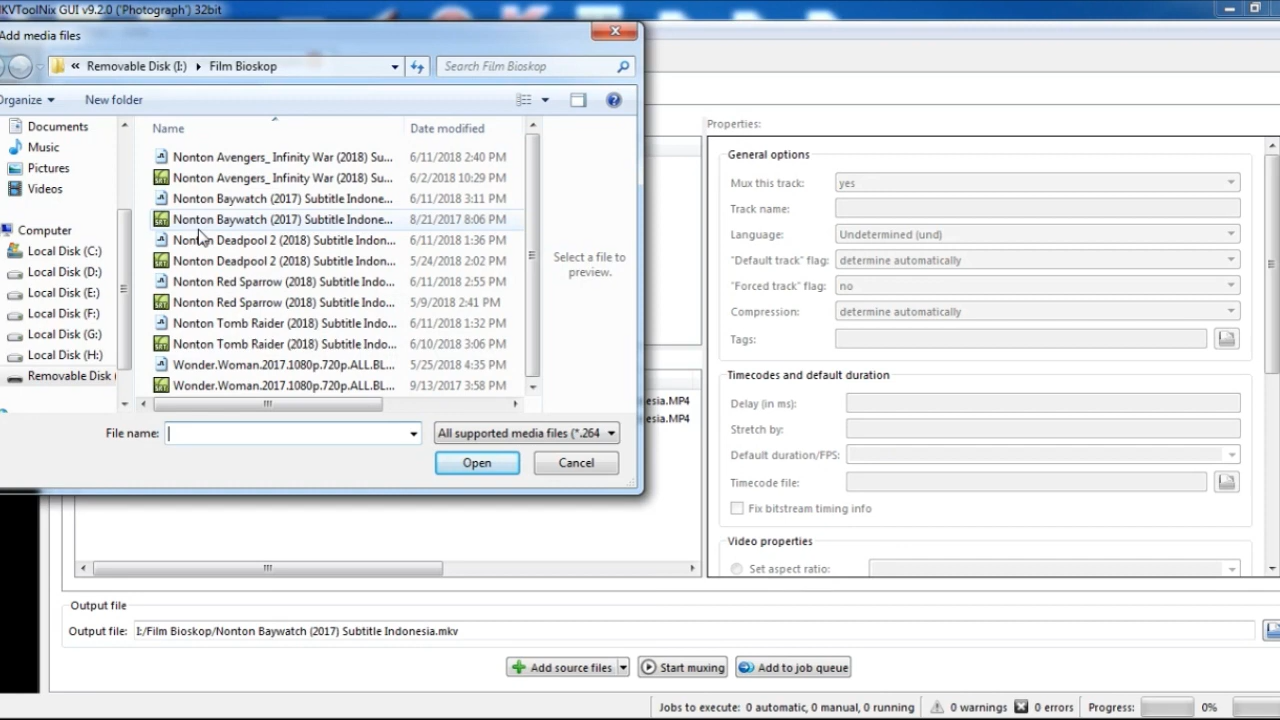 KVToolNix GUI v9.2.0 ('Photograph') 32bit
Add media files
« Removable Disk (I:) Film Bioskop
Search Film Bioskop
Organize New folder
Name Date modified
Documents
Music
Pictures
Videos
Computer
Local Disk (C:)
Local Disk (D:)
Local Disk (E:)
Local Disk (F:)
Local Disk (G:)
Local Disk (H:)
Removable Disk (
Nonton Avengers_ Infinity War (2018) Su... 6/11/2018 2:40 PM
Nonton Avengers_ Infinity War (2018) Su... 6/2/2018 10:29 PM
Nonton Baywatch (2017) Subtitle Indone... 6/11/2018 3:11 PM
Nonton Baywatch (2017) Subtitle Indone... 8/21/2017 8:06 PM
Nonton Deadpool 2 (2018) Subtitle Indon... 6/11/2018 1:36 PM
Nonton Deadpool 2 (2018) Subtitle Indon... 5/24/2018 2:02 PM
Nonton Red Sparrow (2018) Subtitle Indo... 6/11/2018 2:55 PM
Nonton Red Sparrow (2018) Subtitle Indo... 5/9/2018 2:41 PM
Nonton Tomb Raider (2018) Subtitle Indo... 6/11/2018 1:32 PM
Nonton Tomb Raider (2018) Subtitle Indo... 6/10/2018 3:06 PM
Wonder.Woman.2017.1080p.720p.ALL.BL... 5/25/2018 4:35 PM
Wonder.Woman.2017.1080p.720p.ALL.BL... 9/13/2017 3:58 PM
Select a file to
preview.
File name: All supported media files (*.264
Open Cancel
esia.MP4
esia.MP4
Properties:
General options
Mux this track: yes
Track name:
Language: Undetermined (und)
"Default track" flag: determine automatically
"Forced track" flag: no
Compression: determine automatically
Tags:
Timecodes and default duration
Delay (in ms):
Stretch by:
Default duration/FPS:
Timecode file:
Fix bitstream timing info
Video properties
Set aspect ratio:
Output file
Output file: I:/Film Bioskop/Nonton Baywatch (2017) Subtitle Indonesia.mkv
Add source files Start muxing Add to job queue
Jobs to execute: 0 automatic, 0 manual, 0 running 0 warnings 0 errors Progress: 0%